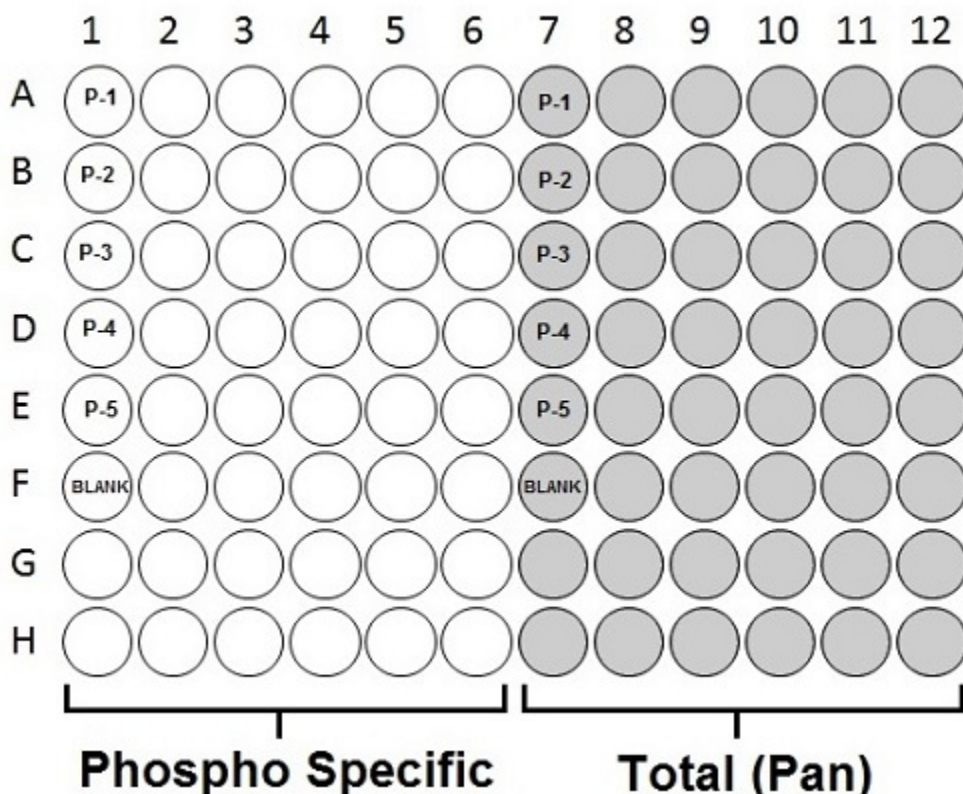 1 2 3 4 5 6 7 8 9 10 11 12
A P-1 P-1
B P-2 P-2
C P-3 P-3
D P-4 P-4
E P-5 P-5
F BLANK BLANK
G
H
Phospho Specific Total (Pan)